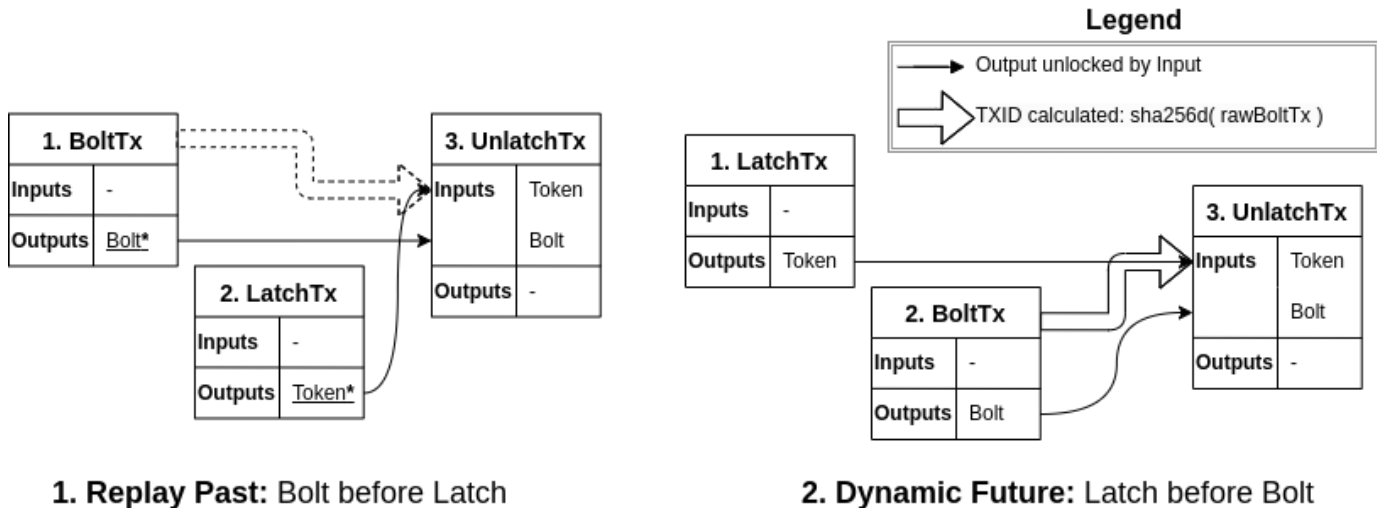 Legend
Output unlocked by Input
TXID calculated: sha256d( rawBoltTx )
1. BoltTx
Inputs -
Outputs Bolt*
2. LatchTx
Inputs -
Outputs Token*
3. UnlatchTx
Inputs Token
Bolt
Outputs -
1. Replay Past: Bolt before Latch
1. LatchTx
Inputs -
Outputs Token
2. BoltTx
Inputs -
Outputs Bolt
3. UnlatchTx
Inputs Token
Bolt
Outputs -
2. Dynamic Future: Latch before Bolt